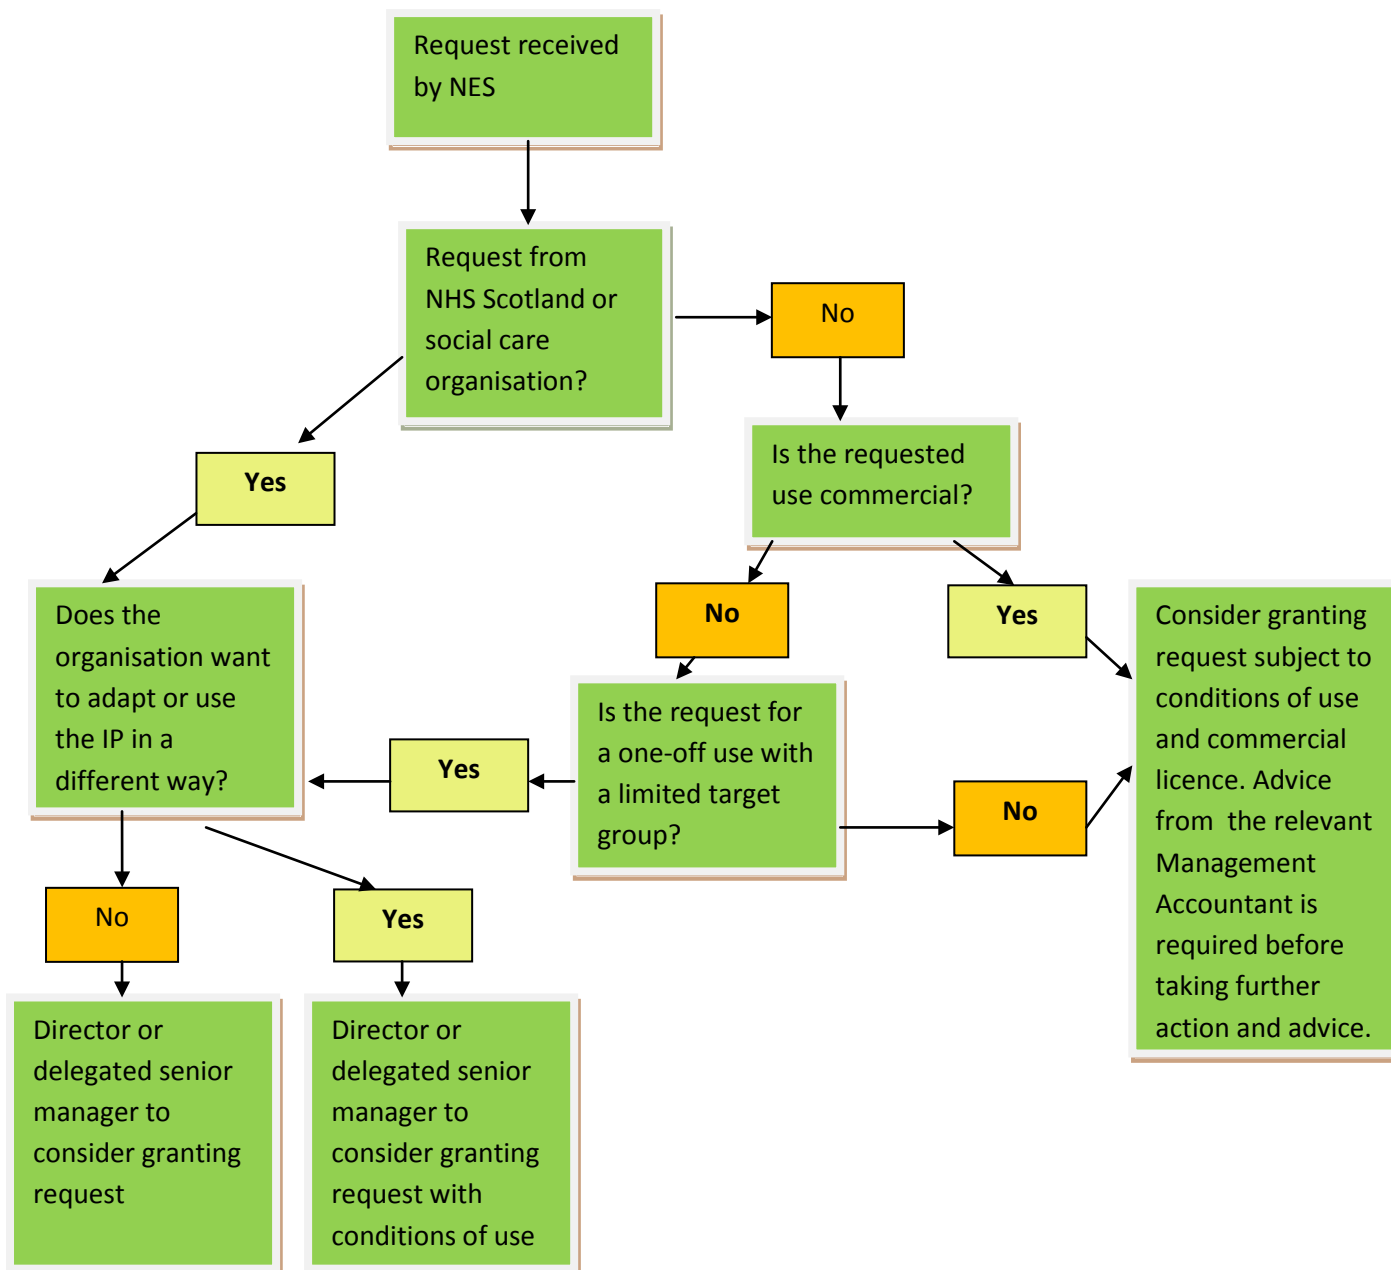 Request received
by NES
Request from
NHS Scotland or
social care
organisation?
No
Yes
Is the requested
use commercial?
No
Yes
Does the
organisation want
to adapt or use
the IP in a
different way?
Is the request for
a one-off use with
a limited target
group?
Yes
No
Consider granting
request subject to
conditions of use
and commercial
licence. Advice
from the relevant
Management
Accountant is
required before
taking further
action and advice.
No
Yes
Director or
delegated senior
manager to
consider granting
request
Director or
delegated senior
manager to
consider granting
request with
conditions of use